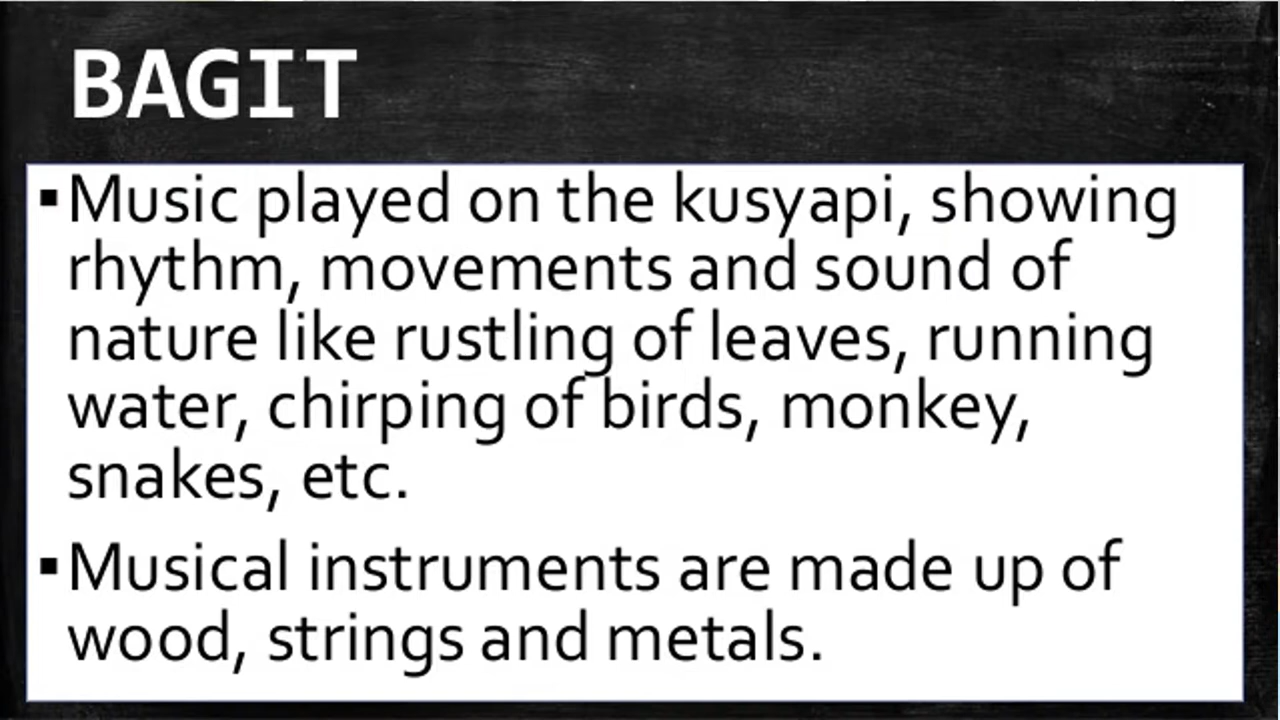 BAGIT
▪Music played on the kusyapi, showing
rhythm, movements and sound of
nature like rustling of leaves, running
water, chirping of birds, monkey,
snakes, etc.
▪Musical instruments are made up of
wood, strings and metals.